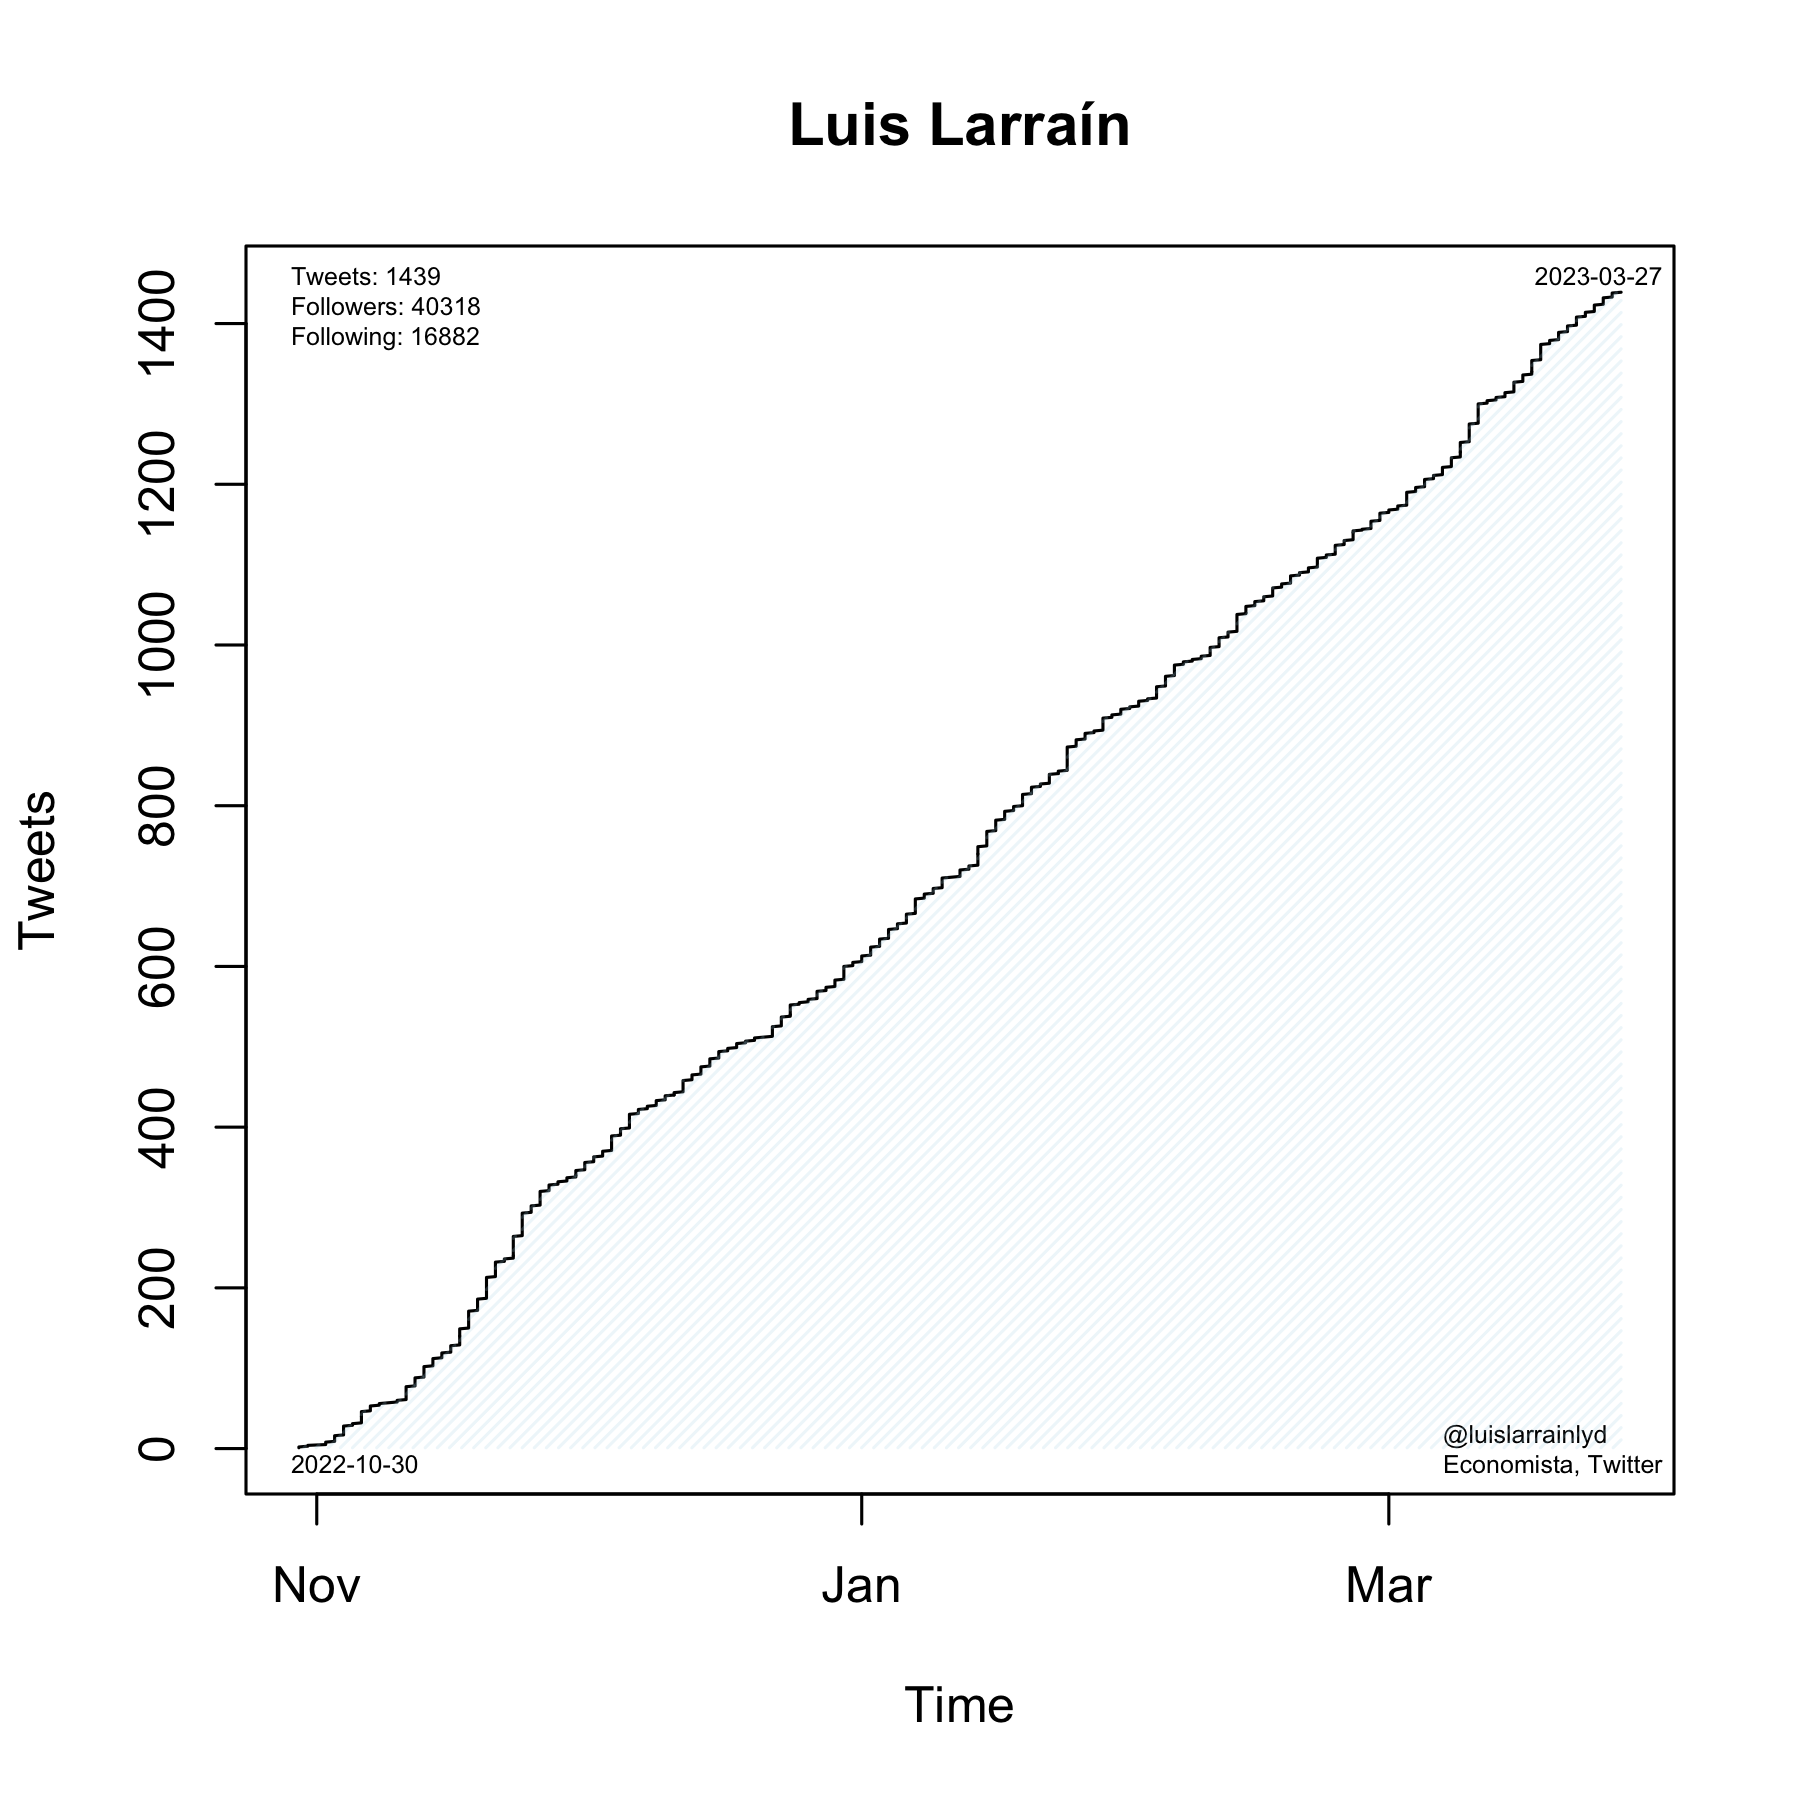 Luis Larraín
Tweets: 1439
Followers: 40318
Following: 16882
2023-03-27
1400
1200
1000
800
600
400
200
0
Tweets
2022-10-30
@luislarrainlyd
Economista, Twitter
Nov
Jan
Mar
Time